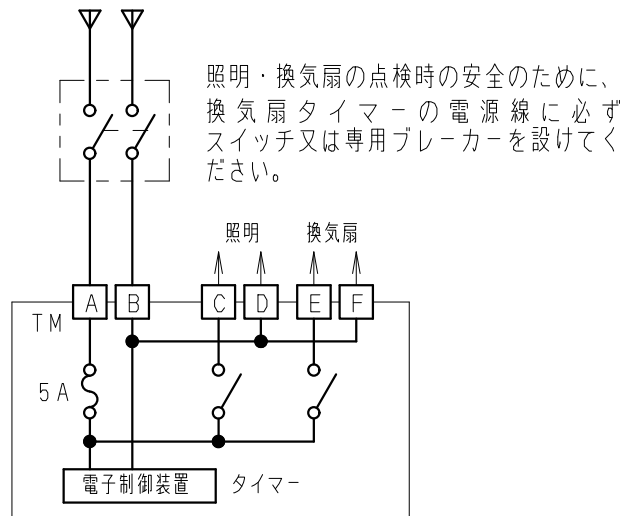 照明・換気扇の点検時の安全のために、
換気扇タイマーの電源線に必ず
スイッチ又は専用ブレーカーを設けてく
ださい。
照明 換気扇
A B C D E F
TM
5A
電子制御装置 タイマー